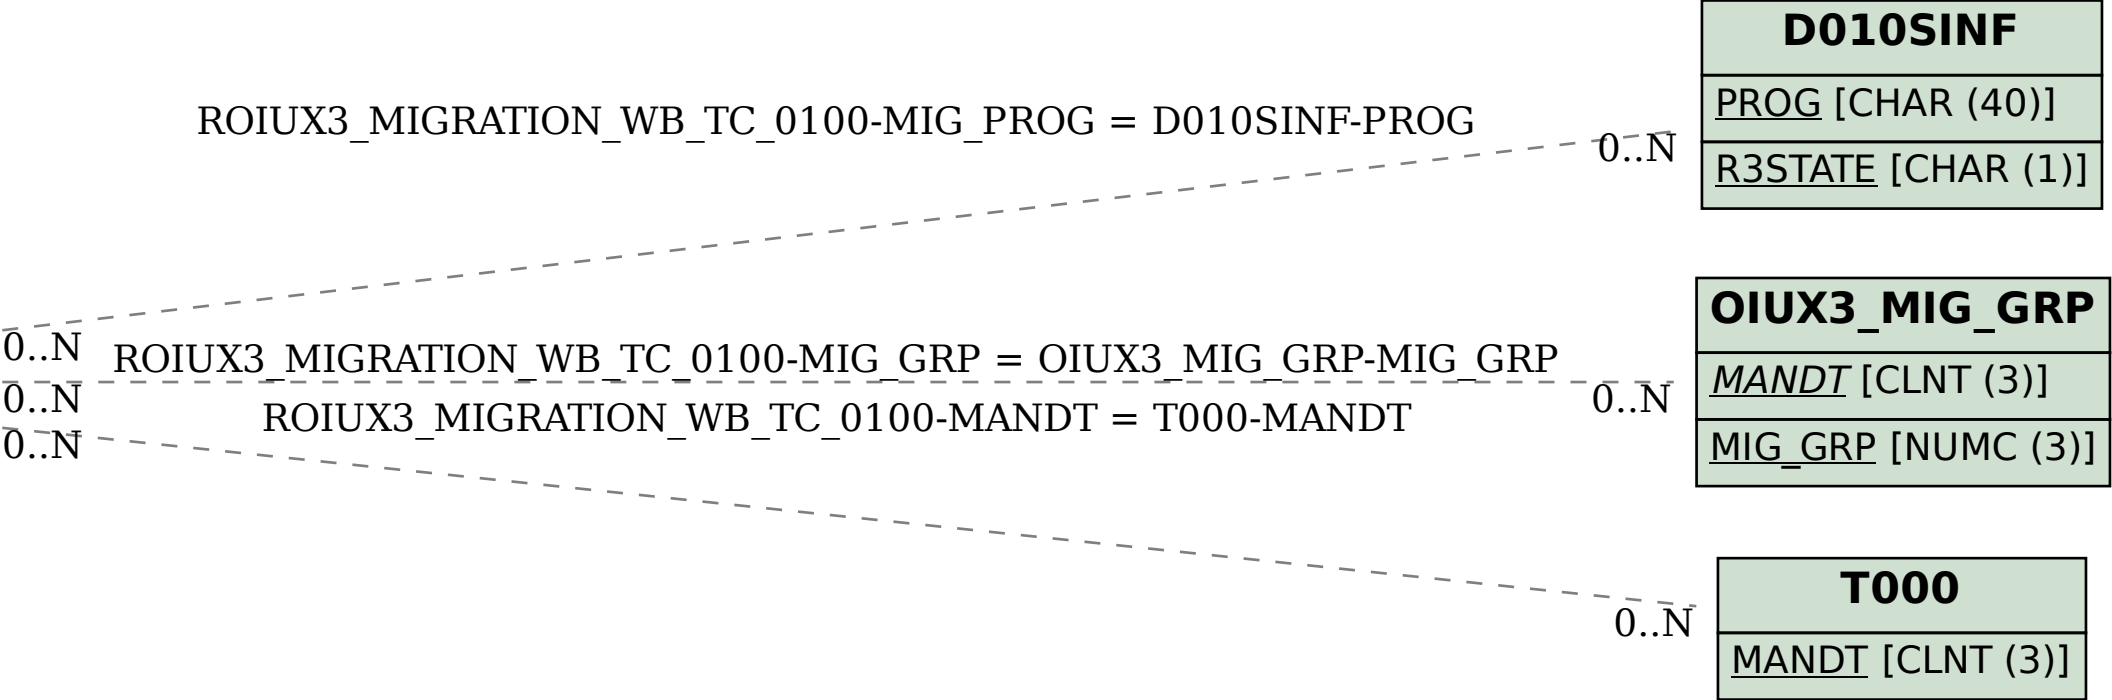 D010SINF
PROG [CHAR (40)]
R3STATE [CHAR (1)]
ROIUX3_MIGRATION_WB_TC_0100-MIG_PROG = D010SINF-PROG
0..N
0..N
OIUX3_MIG_GRP
MANDT [CLNT (3)]
MIG_GRP [NUMC (3)]
ROIUX3_MIGRATION_WB_TC_0100-MIG_GRP = OIUX3_MIG_GRP-MIG_GRP
0..N
0..N
ROIUX3_MIGRATION_WB_TC_0100-MANDT = T000-MANDT
0..N
0..N
T000
MANDT [CLNT (3)]